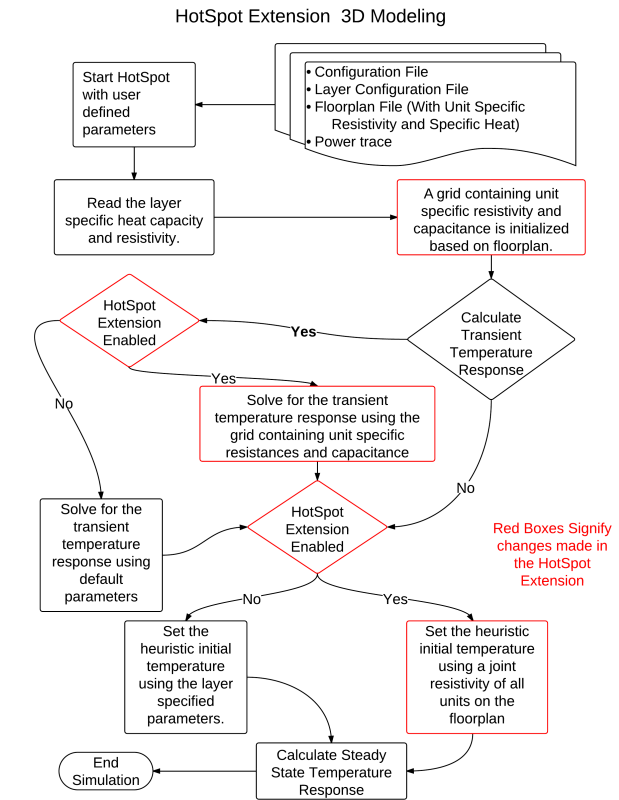 HotSpot Extension  3D Modeling
Start HotSpot
with user
defined
parameters
• Configuration File
• Layer Configuration File
• Floorplan File (With Unit Specific
Resistivity and Specific Heat)
• Power trace
Read the layer
specific heat capacity
and resistivity.
A grid containing unit
specific resistivity and
capacitance is initialized
based on floorplan.
HotSpot
Extension
Enabled
Yes
Calculate
Transient
Temperature
Response
Yes
No
Solve for the transient
temperature response using the
grid containing unit specific
resistances and capacitance
No
Solve for the
transient
temperature
response using
default
parameters
HotSpot
Extension
Enabled
Red Boxes Signify
changes made in
the HotSpot
Extension
No
Yes
Set the
heuristic initial
temperature
using the layer
specified
parameters.
Set the heuristic
initial temperature
using a joint
resistivity of all
units on the
floorplan
End
Simulation
Calculate Steady
State Temperature
Response